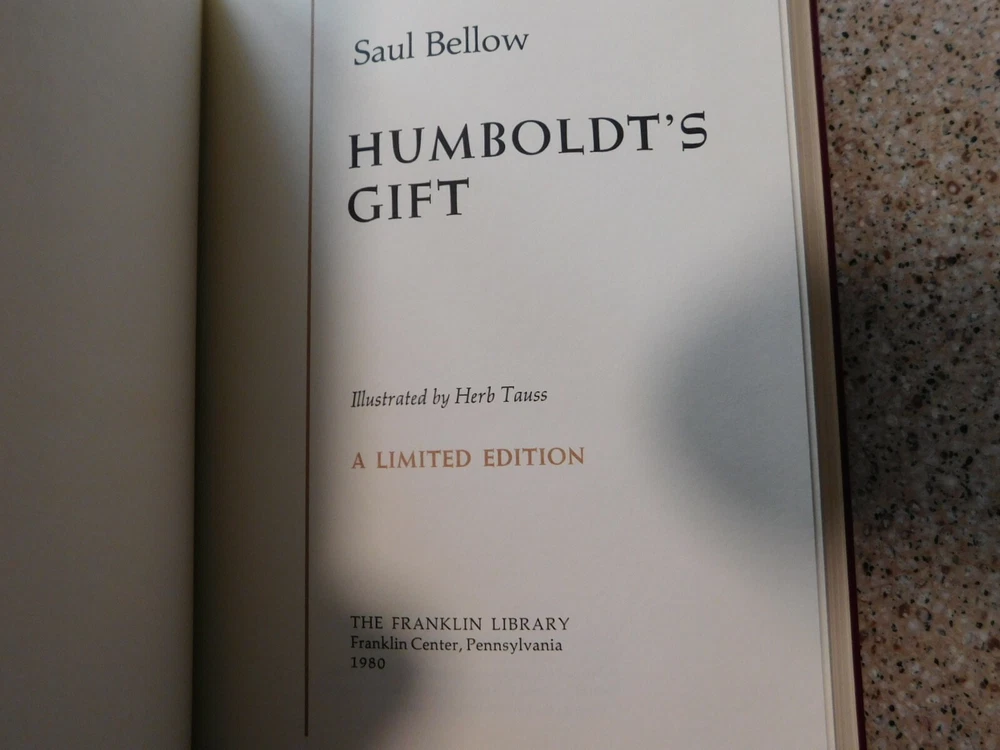 Saul Bellow
HUMBOLDT'S
GIFT
Illustrated by Herb Tauss
A LIMITED EDITION
THE FRANKLIN LIBRARY
Franklin Center, Pennsylvania
1980